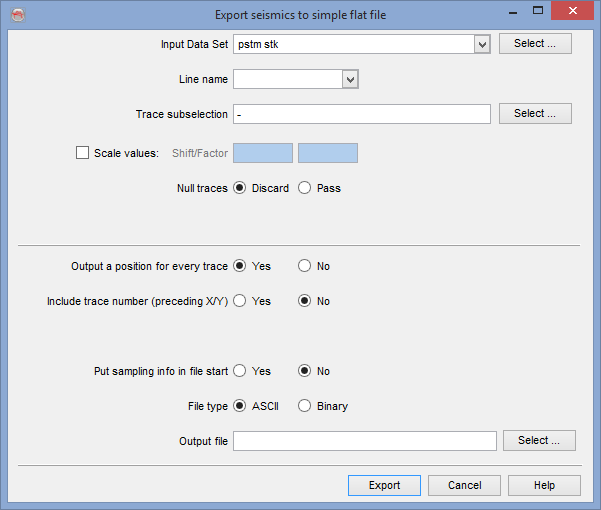 Export seismics to simple flat file
Input Data Set pstm stk Select ...
Line name
Trace subselection - Select ...
Scale values: Shift/Factor
Null traces Discard Pass
Output a position for every trace Yes No
Include trace number (preceding X/Y) Yes No
Put sampling info in file start Yes No
File type ASCII Binary
Output file Select ...
Export Cancel Help